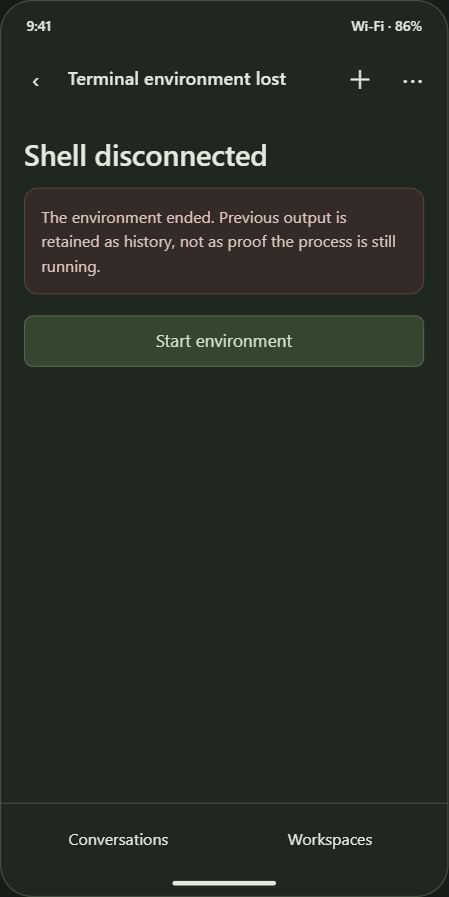 9:41
Wi-Fi · 86%
‹ Terminal environment lost + ...
Shell disconnected
The environment ended. Previous output is
retained as history, not as proof the process is still
running.
Start environment
Conversations
Workspaces